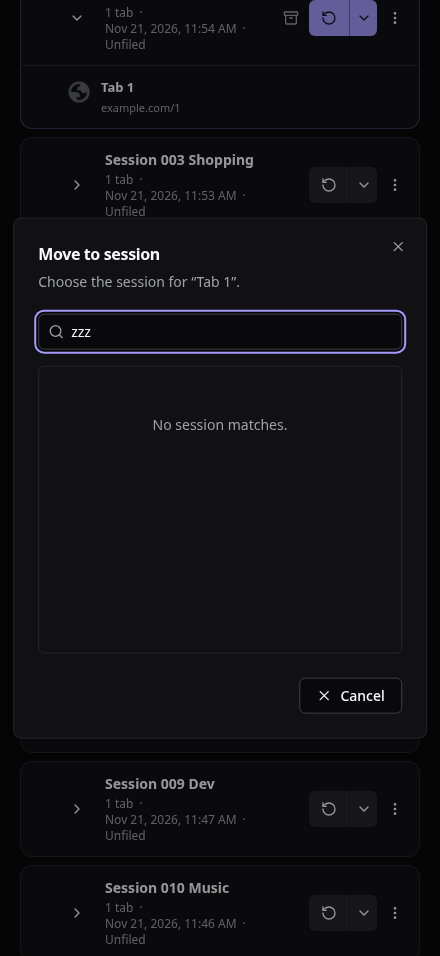 1 tab ·
Nov 21, 2026, 11:54 AM ·
Unfiled
Tab 1
example.com/1
Session 003 Shopping
1 tab ·
Nov 21, 2026, 11:53 AM ·
Unfiled
Move to session
Choose the session for “Tab 1”.
zzz
No session matches.
Cancel
Session 009 Dev
1 tab ·
Nov 21, 2026, 11:47 AM ·
Unfiled
Session 010 Music
1 tab ·
Nov 21, 2026, 11:46 AM ·
Unfiled